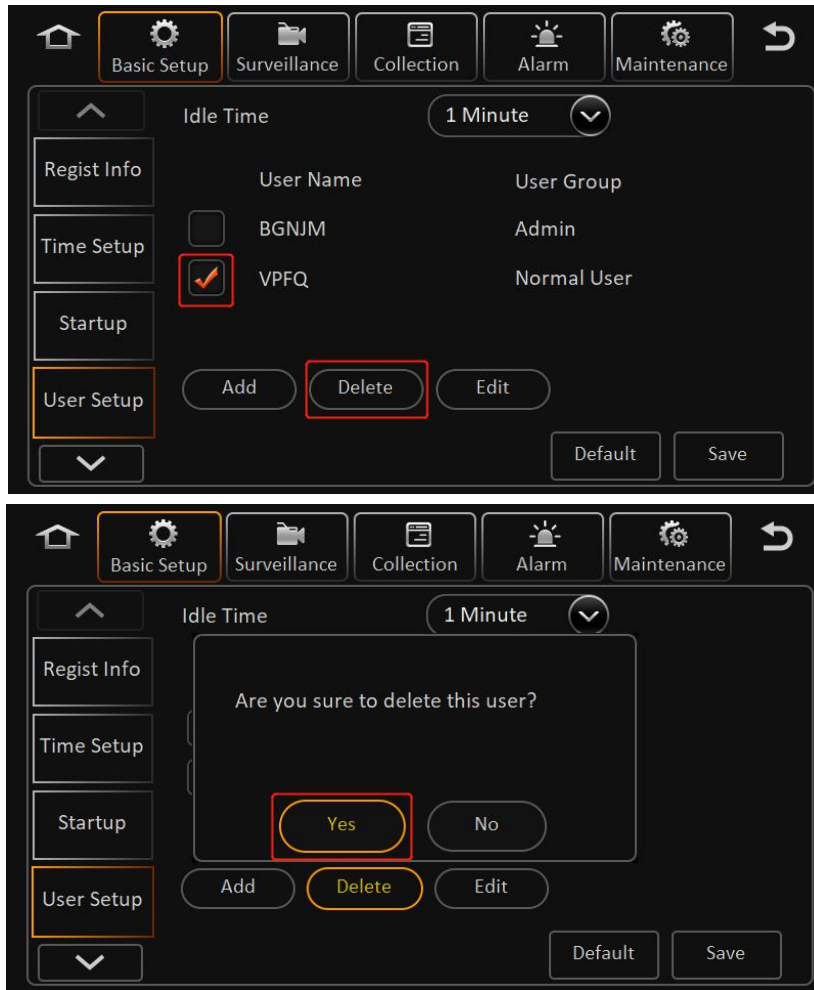 Basic Setup Surveillance Collection Alarm Maintenance
Idle Time 1 Minute
Regist Info
User Name User Group
BGNJM Admin
Time Setup
VPFQ Normal User
Startup
Add Delete Edit
User Setup
Default Save
Basic Setup Surveillance Collection Alarm Maintenance
Idle Time 1 Minute
Regist Info
Are you sure to delete this user?
Time Setup
Startup
Yes No
Add Delete Edit
User Setup
Default Save